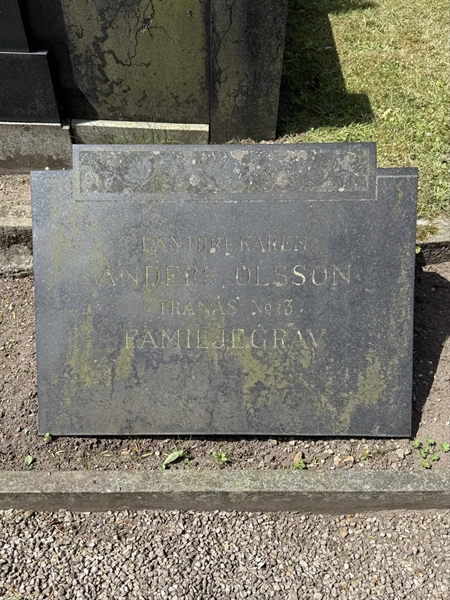 LANTBRUKAREN
ANDERS OLSSON
TRANÅS No 13
FAMILJEGRAV